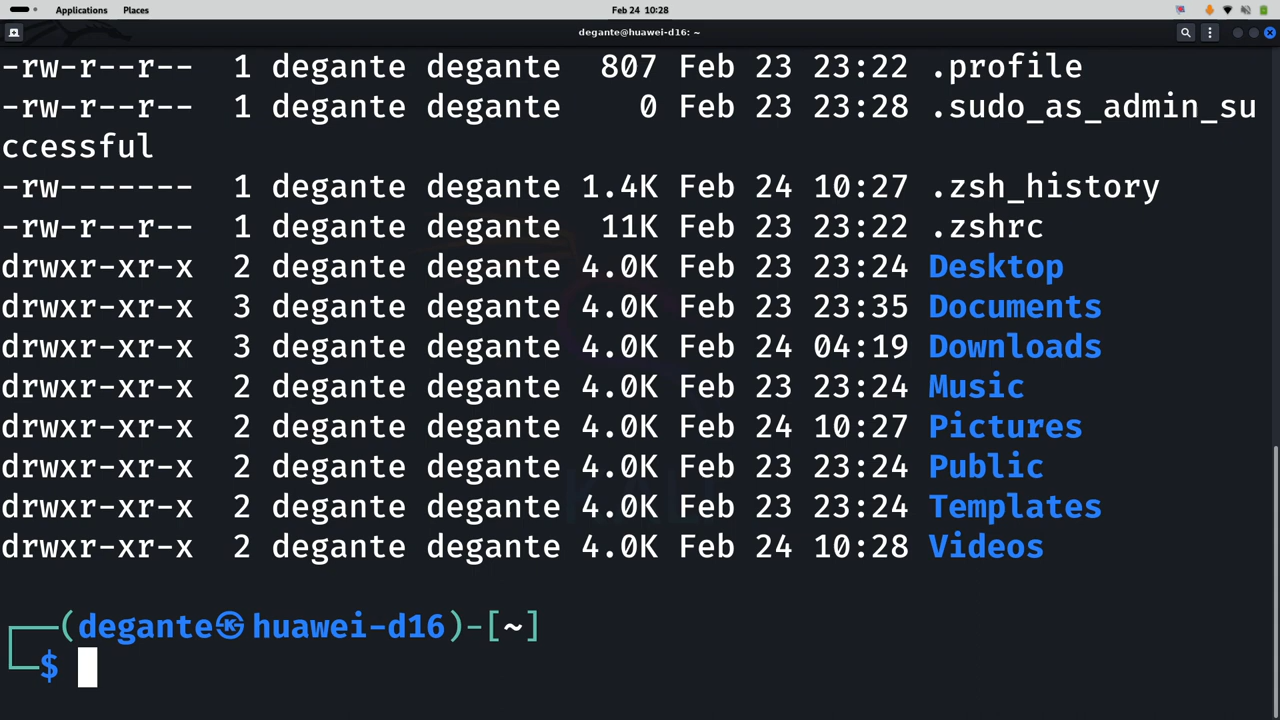 Applications Places Feb 24 10:28
degante@huawei-d16: ~
-rw-r--r-- 1 degante degante 807 Feb 23 23:22 .profile
-rw-r--r-- 1 degante degante 0 Feb 23 23:28 .sudo_as_admin_su
ccessful
-rw------- 1 degante degante 1.4K Feb 24 10:27 .zsh_history
-rw-r--r-- 1 degante degante 11K Feb 23 23:22 .zshrc
drwxr-xr-x 2 degante degante 4.0K Feb 23 23:24 Desktop
drwxr-xr-x 3 degante degante 4.0K Feb 23 23:35 Documents
drwxr-xr-x 3 degante degante 4.0K Feb 24 04:19 Downloads
drwxr-xr-x 2 degante degante 4.0K Feb 23 23:24 Music
drwxr-xr-x 2 degante degante 4.0K Feb 24 10:27 Pictures
drwxr-xr-x 2 degante degante 4.0K Feb 23 23:24 Public
drwxr-xr-x 2 degante degante 4.0K Feb 23 23:24 Templates
drwxr-xr-x 2 degante degante 4.0K Feb 24 10:28 Videos
┌──(degante㉿huawei-d16)-[~]
└─$